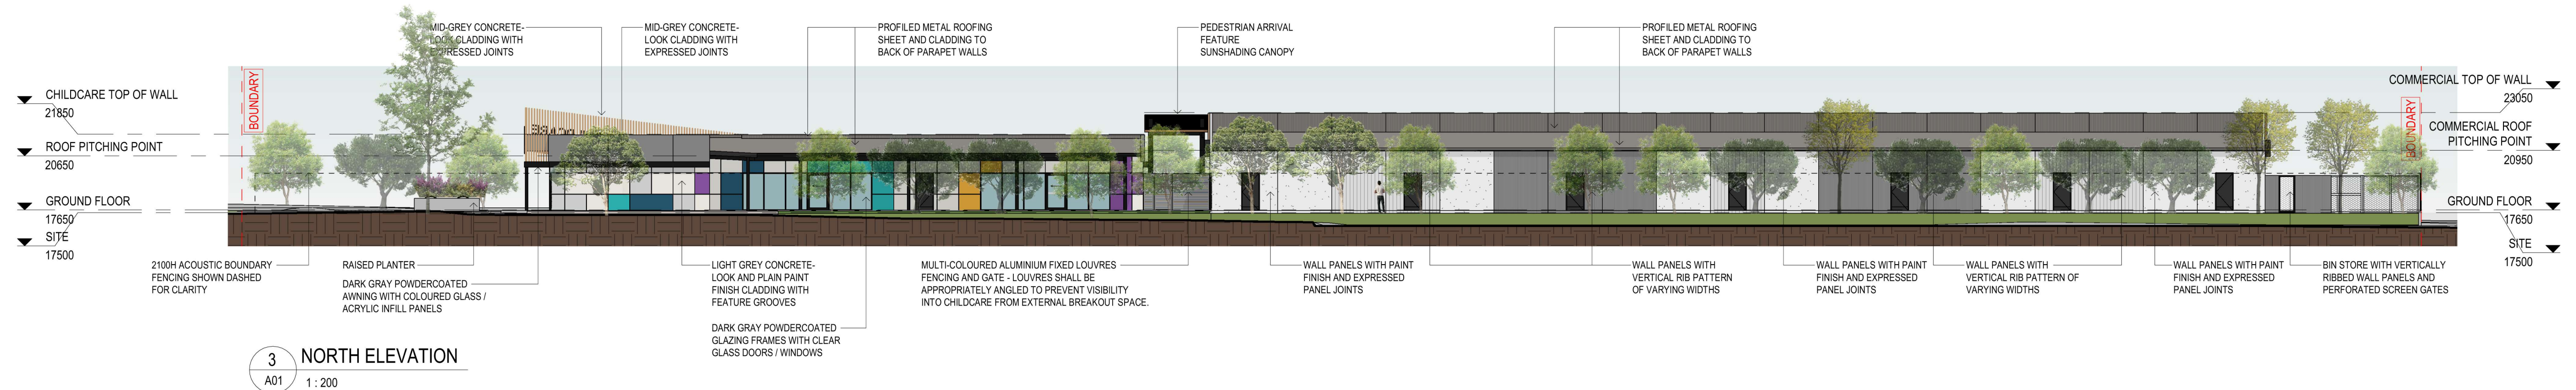 MID-GREY CONCRETE-
LOOK CLADDING WITH
EXPRESSED JOINTS
MID-GREY CONCRETE-
LOOK CLADDING WITH
EXPRESSED JOINTS
PROFILED METAL ROOFING
SHEET AND CLADDING TO
BACK OF PARAPET WALLS
PEDESTRIAN ARRIVAL
FEATURE
SUNSHADING CANOPY
PROFILED METAL ROOFING
SHEET AND CLADDING TO
BACK OF PARAPET WALLS
CHILDCARE TOP OF WALL
21850
ROOF PITCHING POINT
20650
GROUND FLOOR
17650
SITE
17500
BOUNDARY
BOUNDARY
COMMERCIAL TOP OF WALL
23050
COMMERCIAL ROOF
PITCHING POINT
20950
GROUND FLOOR
17650
SITE
17500
2100H ACOUSTIC BOUNDARY
FENCING SHOWN DASHED
FOR CLARITY
RAISED PLANTER
DARK GRAY POWDERCOATED
AWNING WITH COLOURED GLASS /
ACRYLIC INFILL PANELS
LIGHT GREY CONCRETE-
LOOK AND PLAIN PAINT
FINISH CLADDING WITH
FEATURE GROOVES
DARK GRAY POWDERCOATED
GLAZING FRAMES WITH CLEAR
GLASS DOORS / WINDOWS
MULTI-COLOURED ALUMINIUM FIXED LOUVRES
FENCING AND GATE - LOUVRES SHALL BE
APPROPRIATELY ANGLED TO PREVENT VISIBILITY
INTO CHILDCARE FROM EXTERNAL BREAKOUT SPACE.
WALL PANELS WITH PAINT
FINISH AND EXPRESSED
PANEL JOINTS
WALL PANELS WITH
VERTICAL RIB PATTERN
OF VARYING WIDTHS
WALL PANELS WITH PAINT
FINISH AND EXPRESSED
PANEL JOINTS
WALL PANELS WITH
VERTICAL RIB PATTERN OF
VARYING WIDTHS
WALL PANELS WITH PAINT
FINISH AND EXPRESSED
PANEL JOINTS
BIN STORE WITH VERTICALLY
RIBBED WALL PANELS AND
PERFORATED SCREEN GATES
3
A01
NORTH ELEVATION
1 : 200